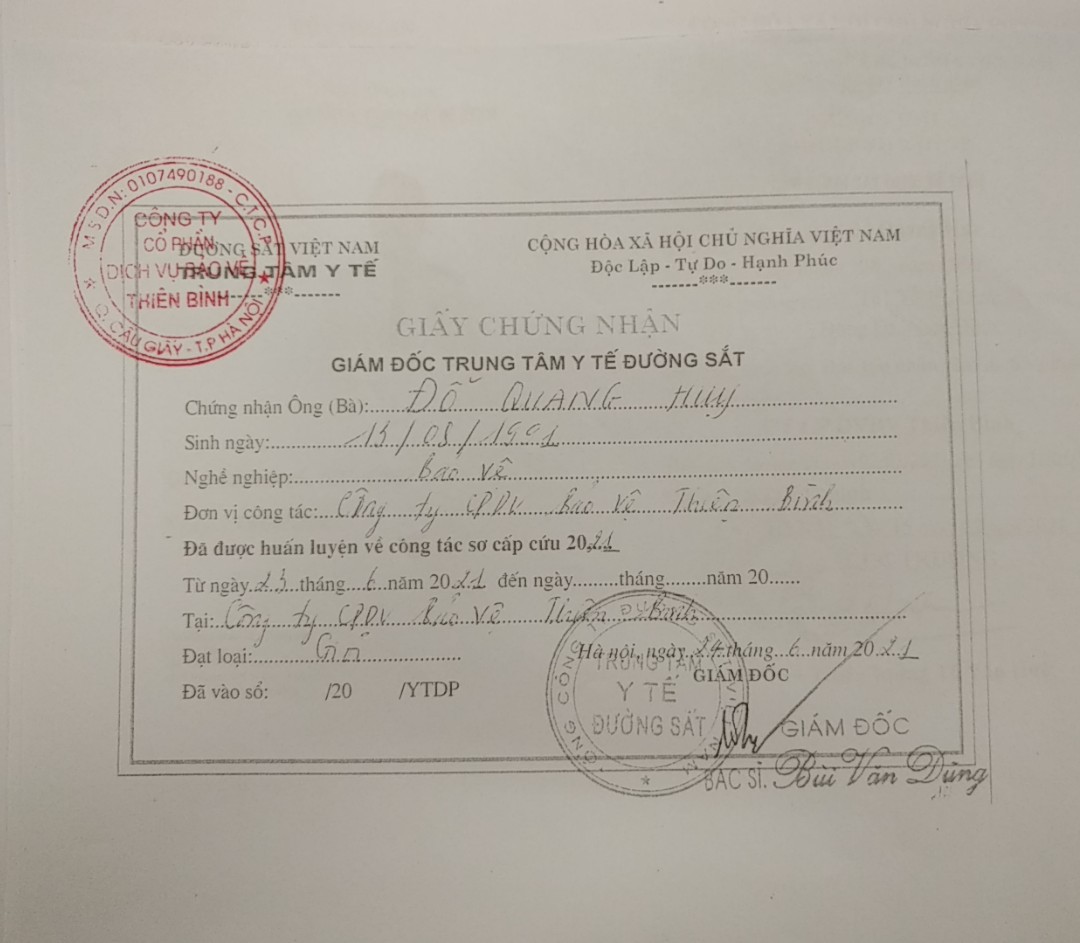 M.S.D.N: 0107490188 - C.T.C.P
CÔNG TY
CỔ PHẦN
DỊCH VỤ BẢO VỆ
THIÊN BÌNH
Q. CẦU GIẤY - T.P HÀ NỘI
ĐƯỜNG SẮT VIỆT NAM
TRUNG TÂM Y TẾ
-----***-------
CỘNG HÒA XÃ HỘI CHỦ NGHĨA VIỆT NAM
Độc Lập - Tự Do - Hạnh Phúc
-------***-------
GIẤY CHỨNG NHẬN
GIÁM ĐỐC TRUNG TÂM Y TẾ ĐƯỜNG SẮT
Chứng nhận Ông (Bà): ĐỖ QUANG HUY
Sinh ngày: 13/08/1991
Nghề nghiệp: Bảo vệ
Đơn vị công tác: Công ty CPDV Bảo vệ Thiên Bình
Đã được huấn luyện về công tác sơ cấp cứu 2021
Từ ngày 23 tháng 6 năm 2021 đến ngày.........tháng.......năm 20......
Tại: Công ty CPDV Bảo vệ Thiên Bình
Đạt loại:
Hà nội, ngày 24 tháng 6 năm 2021
GIÁM ĐỐC
Đã vào sổ: /20 /YTDP
TRUNG TÂM
Y TẾ
ĐƯỜNG SẮT
GIÁM ĐỐC
BÁC SĨ. Bùi Văn Dũng